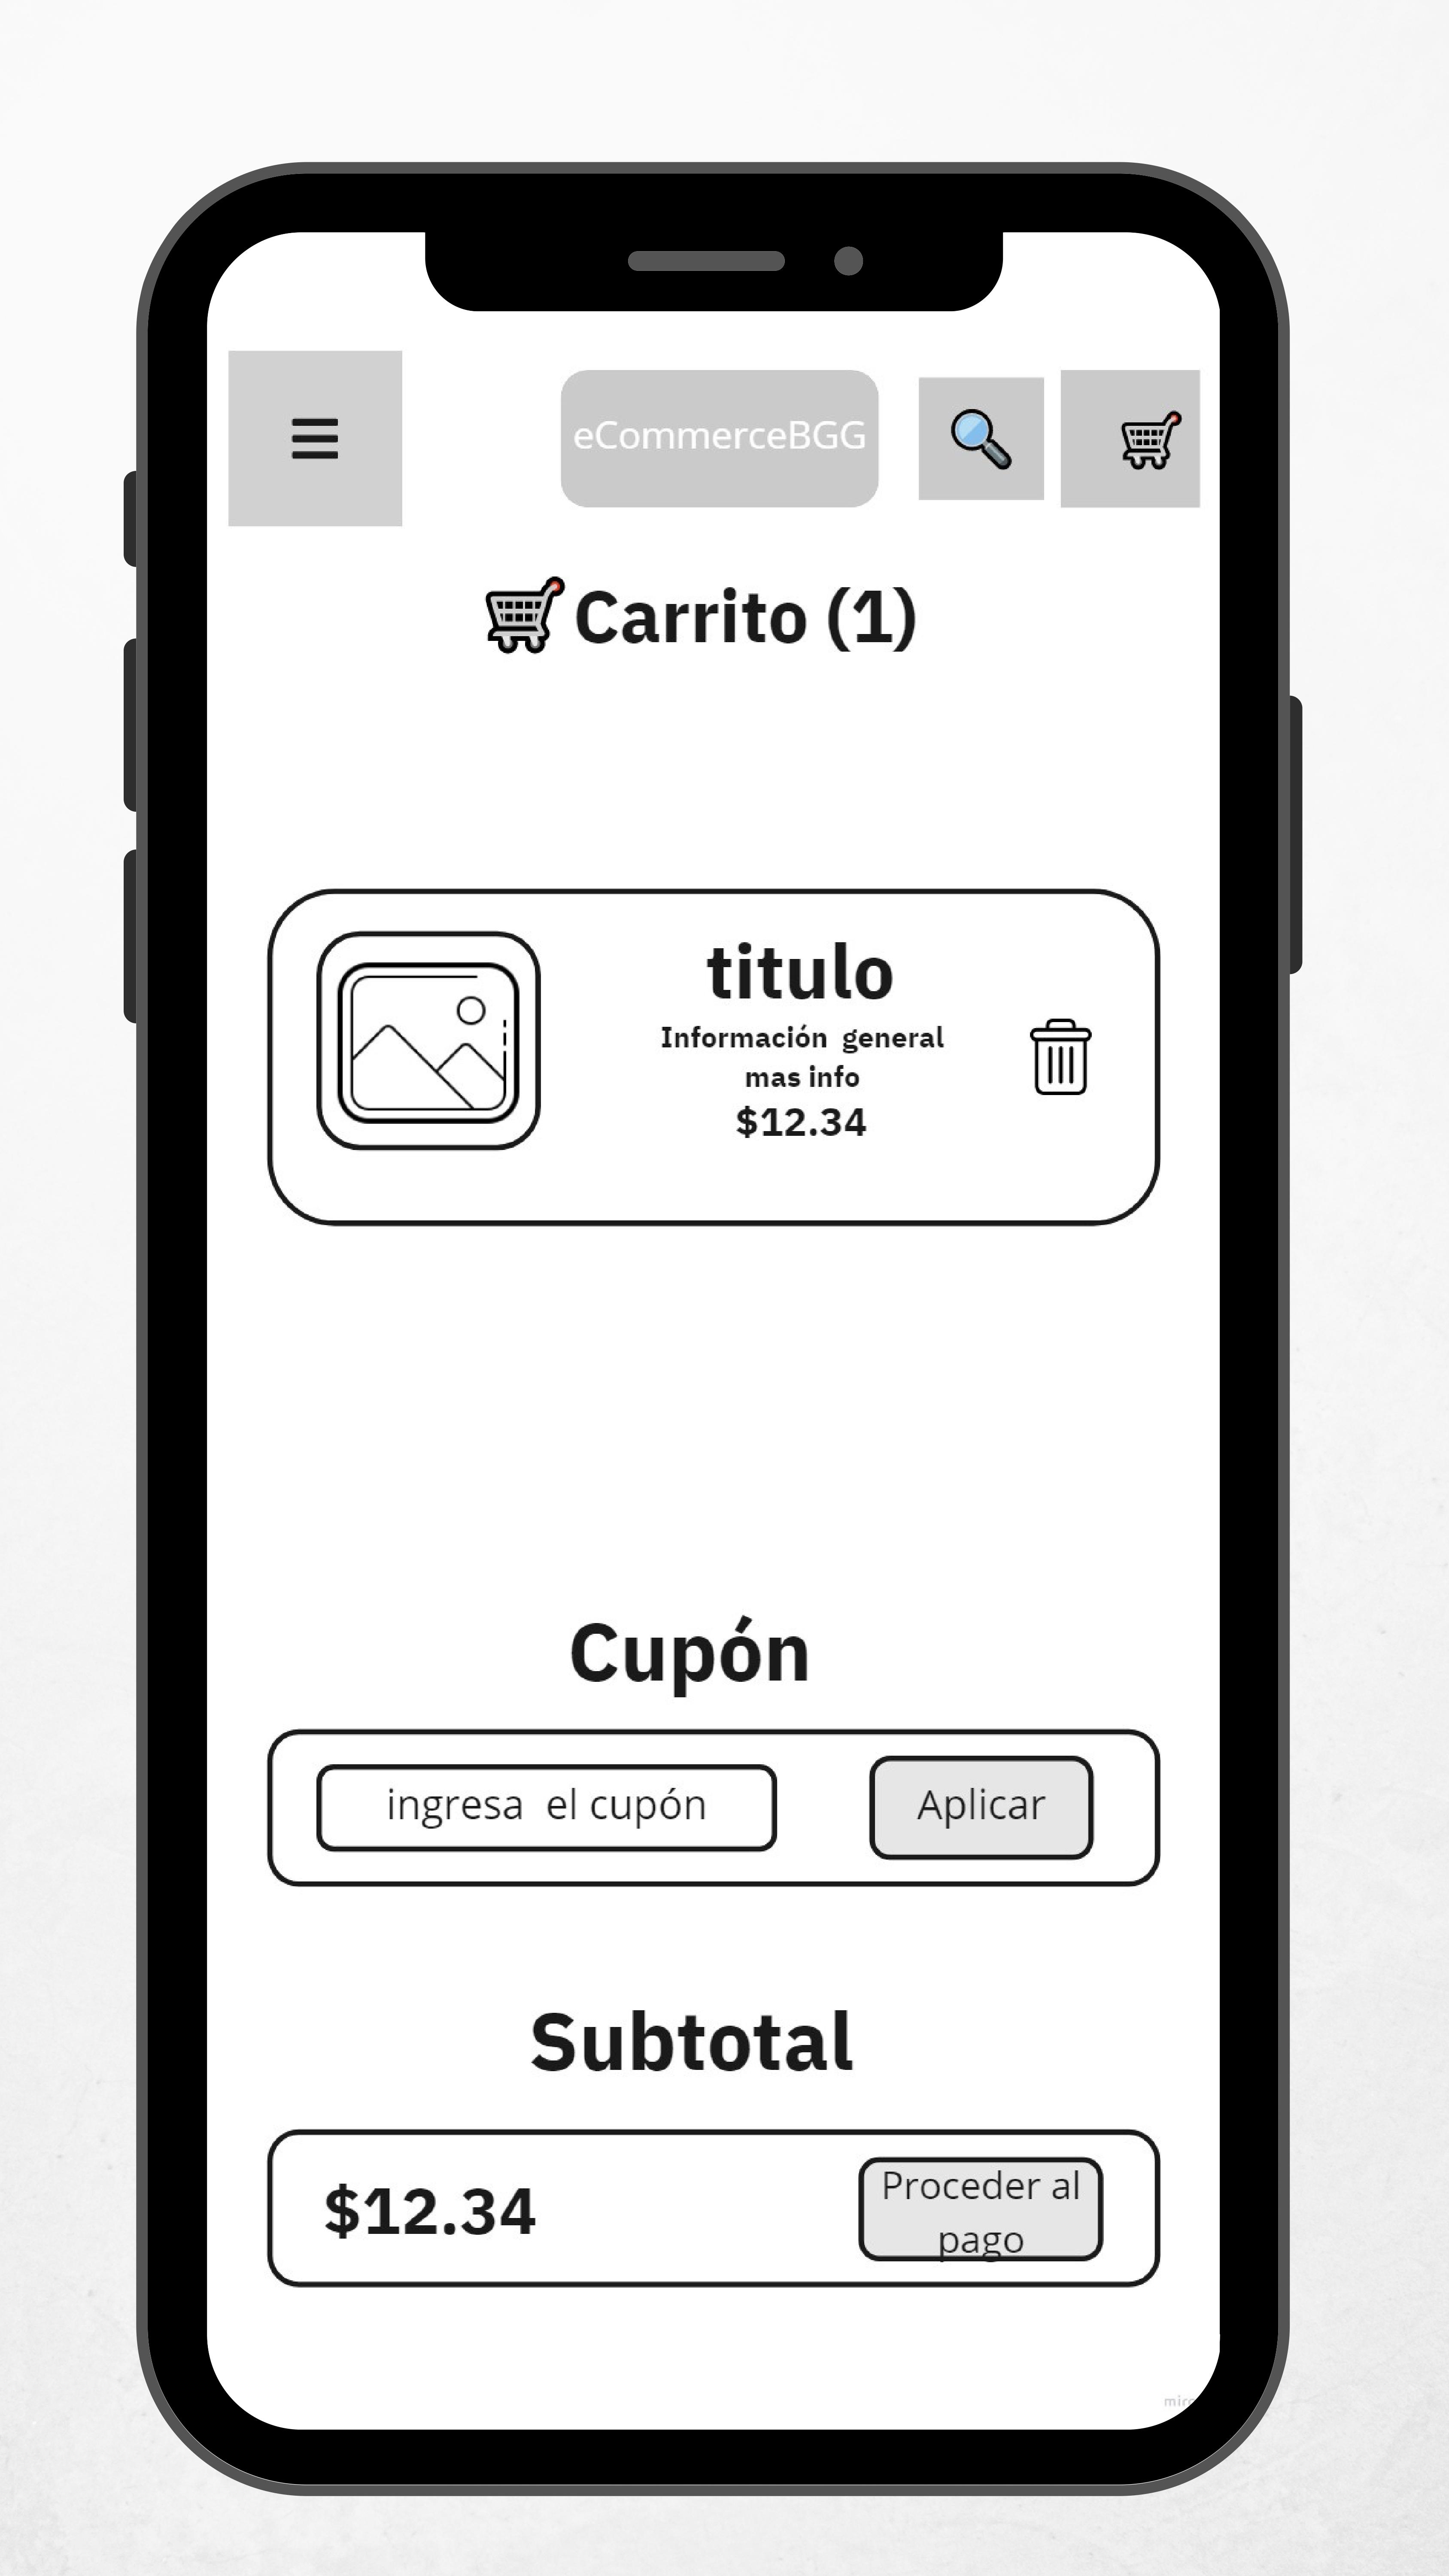 eCommerceBGG
Carrito (1)
titulo
Información general
mas info
$12.34
Cupón
ingresa el cupón
Aplicar
Subtotal
$12.34
Proceder al
pago